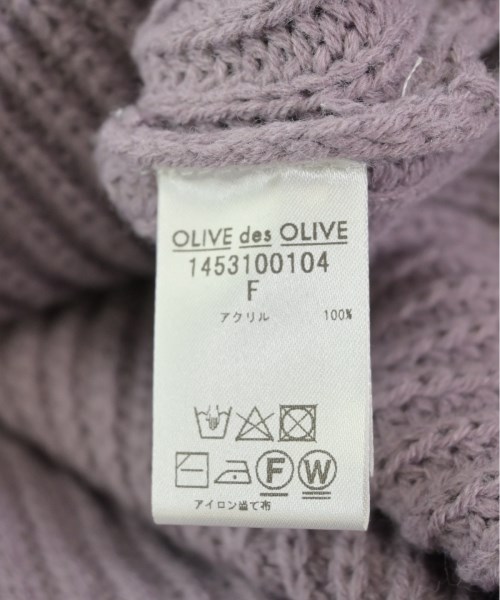 OLIVE des OLIVE
1453100104
F
アクリル 100%
F W
アイロン当て布